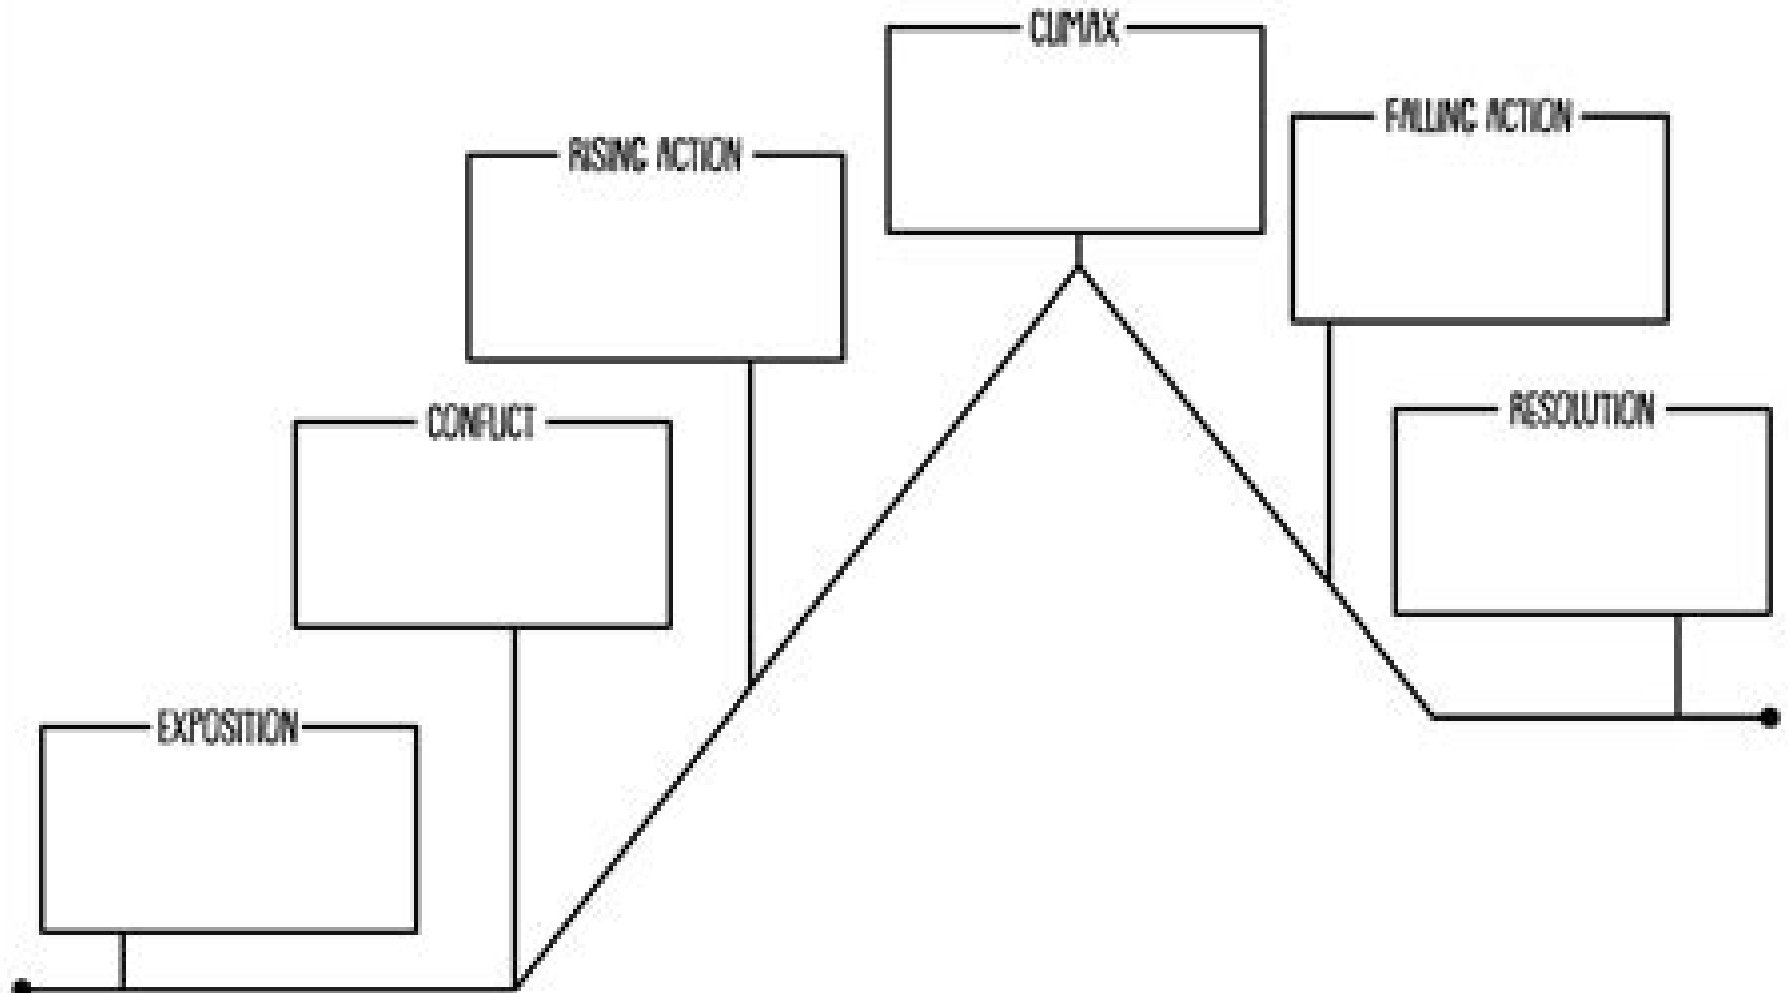 CLIMAX
FALLING ACTION
RISING ACTION
RESOLUTION
CONFLICT
EXPOSITION